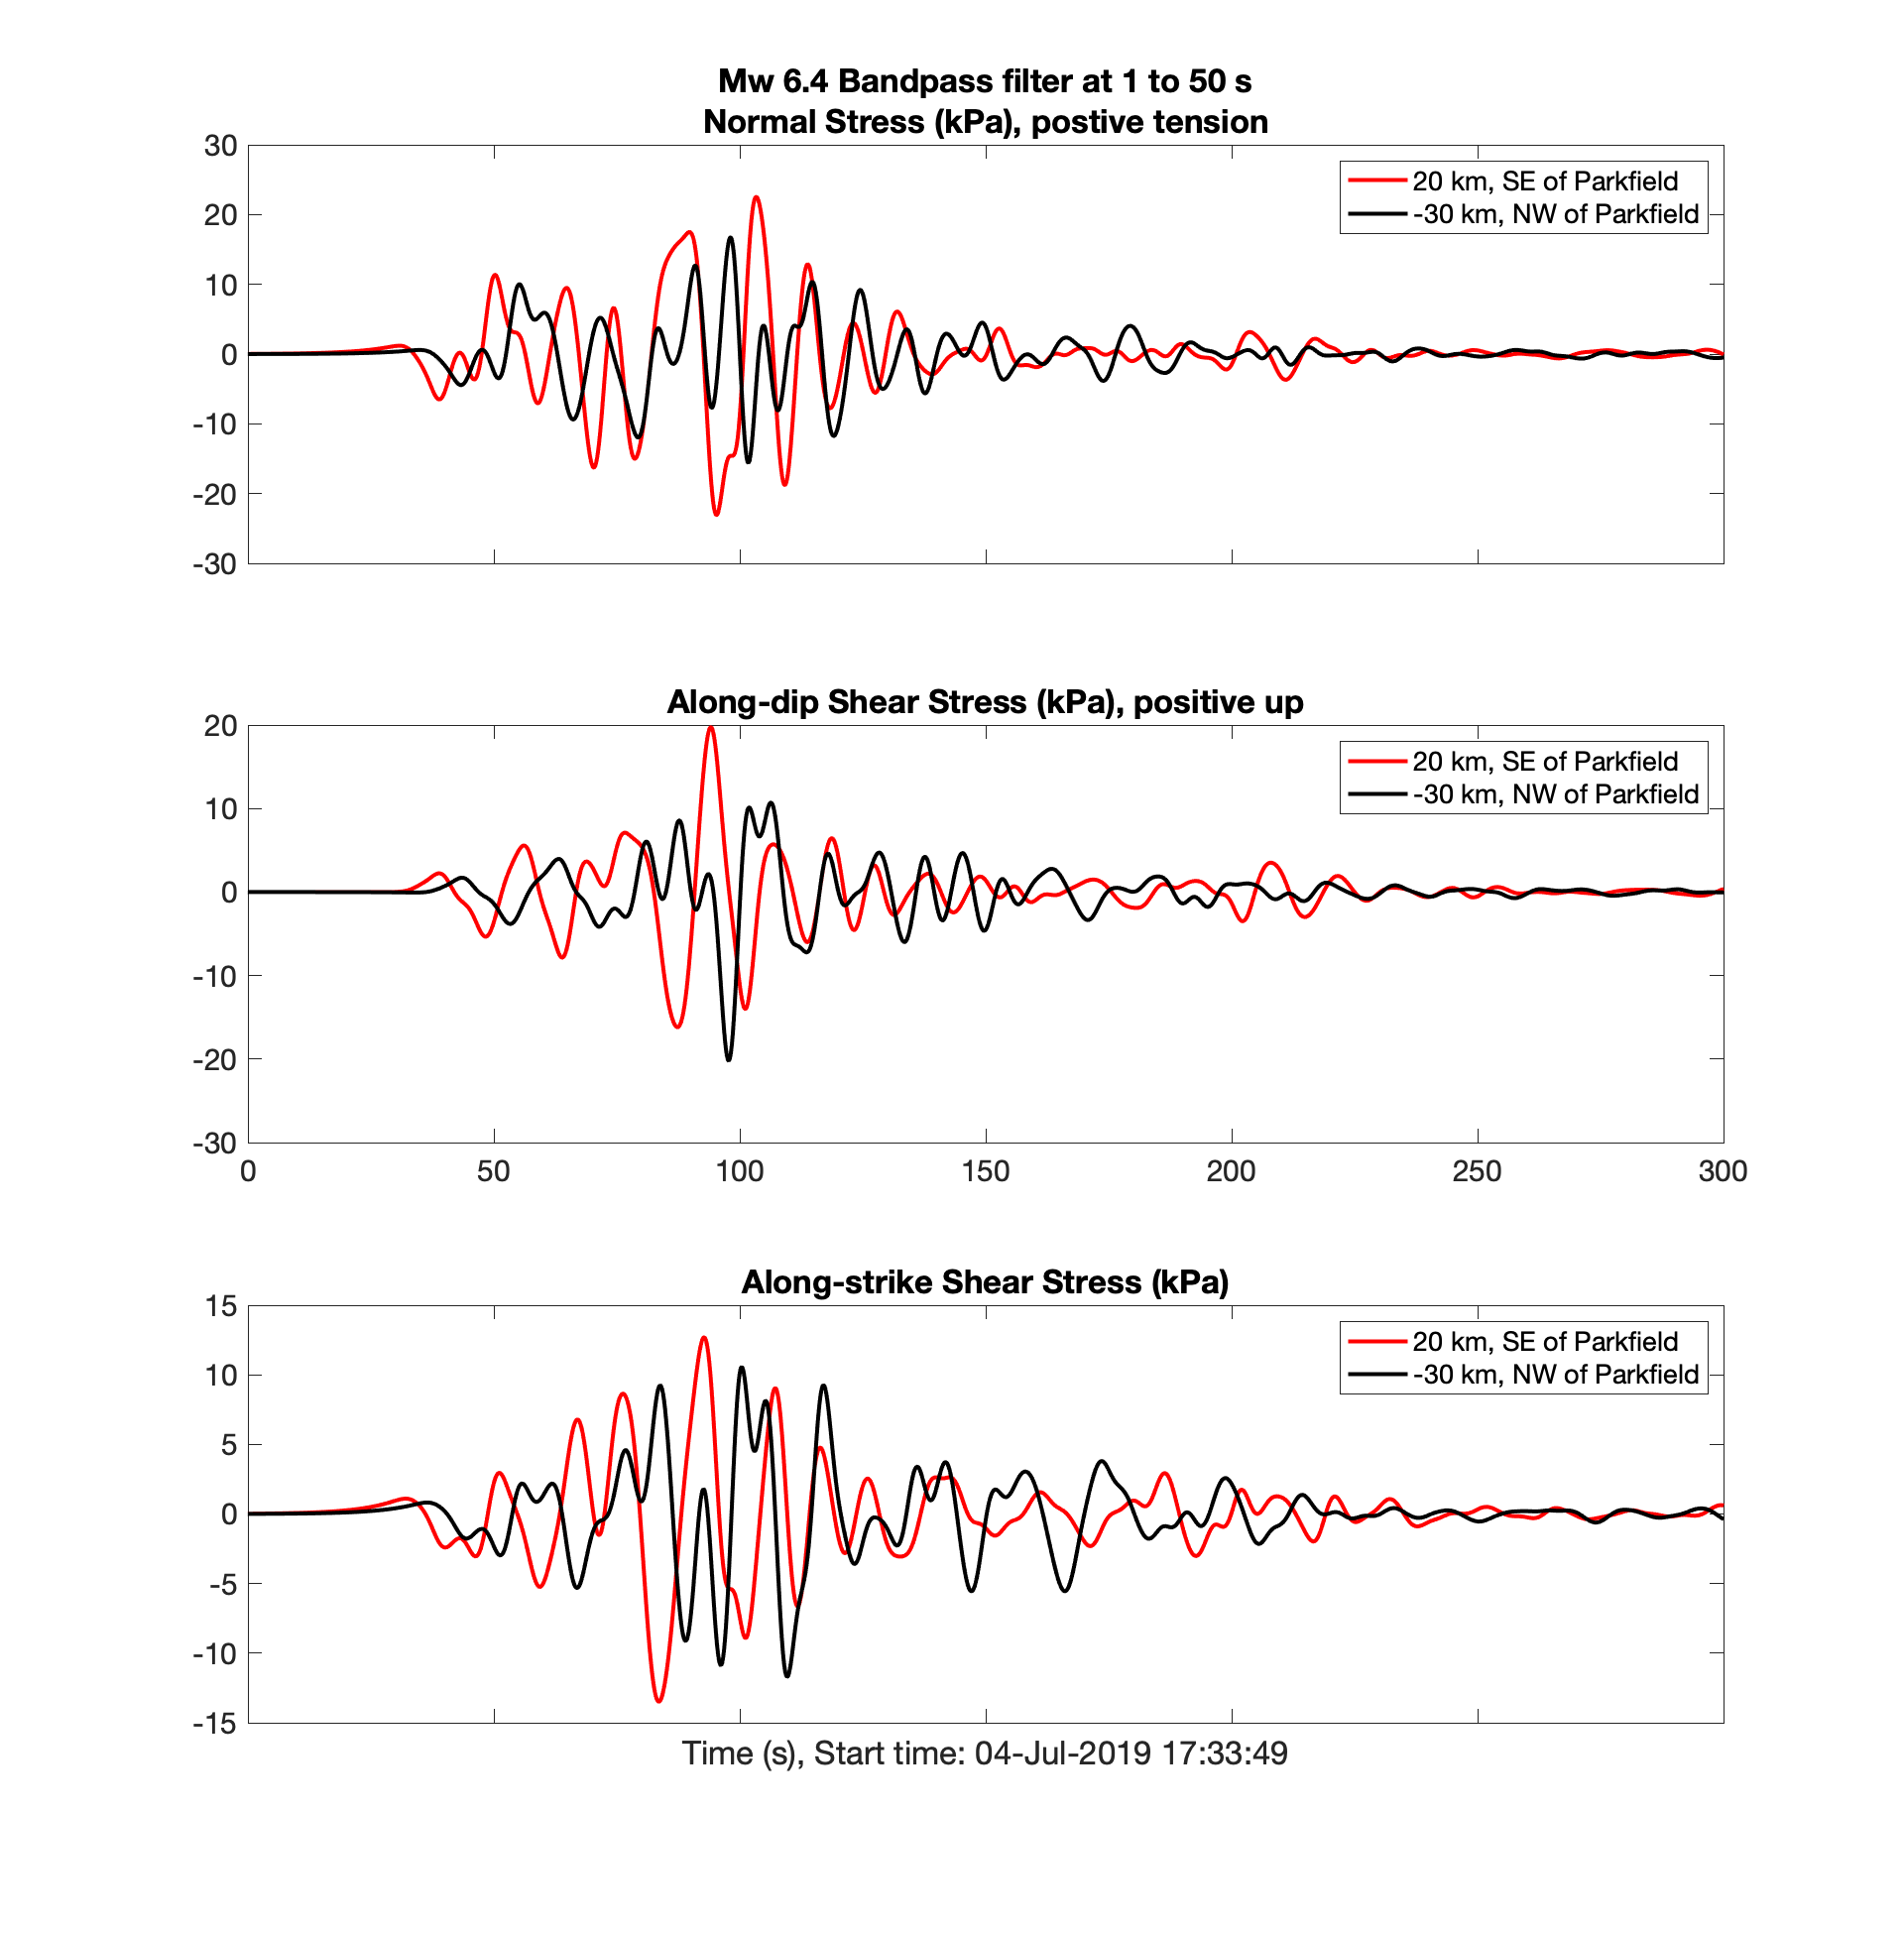 Mw 6.4 Bandpass filter at 1 to 50 s
Normal Stress (kPa), postive tension
30
20
10
0
-10
-20
-30
20 km, SE of Parkfield
-30 km, NW of Parkfield
Along-dip Shear Stress (kPa), positive up
20
10
0
-10
-20
-30
20 km, SE of Parkfield
-30 km, NW of Parkfield
0 50 100 150 200 250 300
Along-strike Shear Stress (kPa)
15
10
5
0
-5
-10
-15
20 km, SE of Parkfield
-30 km, NW of Parkfield
Time (s), Start time: 04-Jul-2019 17:33:49